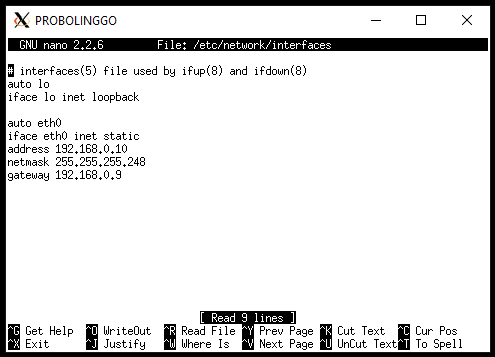 PROBOLINGGO
GNU nano 2.2.6 File: /etc/network/interfaces
# interfaces(5) file used by ifup(8) and ifdown(8)
auto lo
iface lo inet loopback
auto eth0
iface eth0 inet static
address 192.168.0.10
netmask 255.255.255.248
gateway 192.168.0.9
[ Read 9 lines ]
^G Get Help ^O WriteOut ^R Read File ^Y Prev Page ^K Cut Text ^C Cur Pos
^X Exit ^J Justify ^W Where Is ^V Next Page ^U UnCut Text ^T To Spell